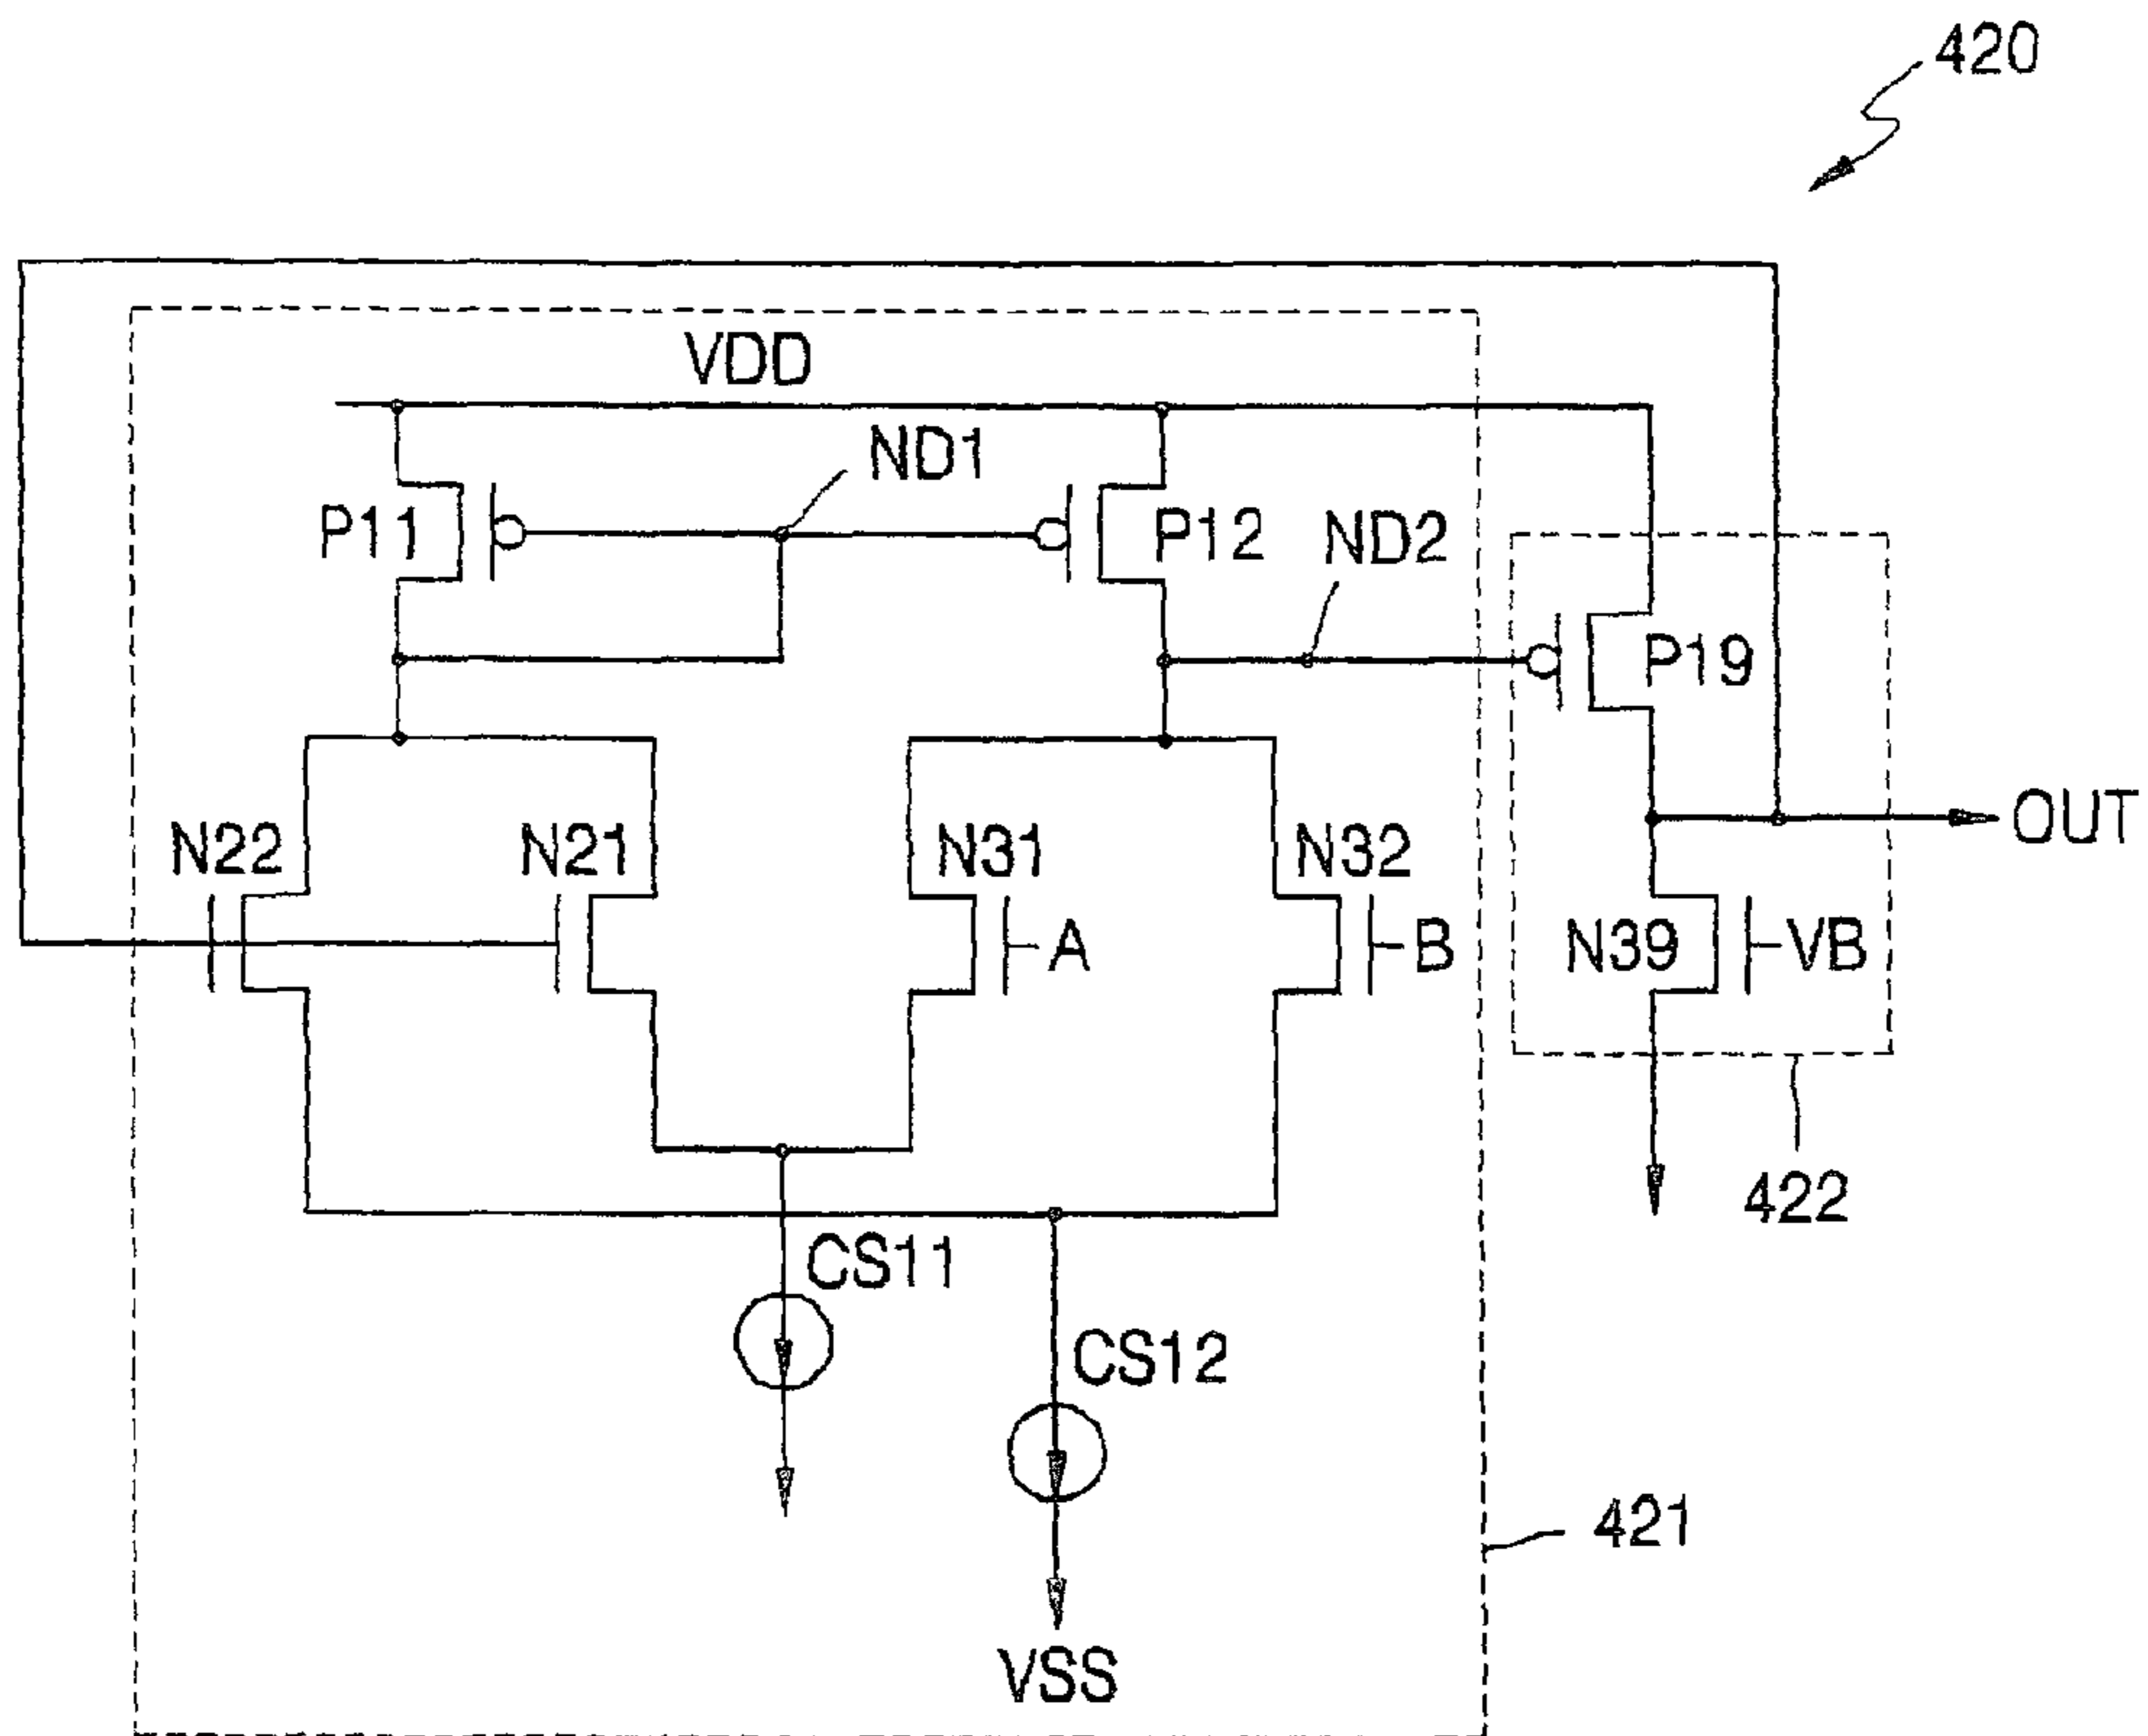 420
VDD
ND1
P11
P12
ND2
P19
OUT
N22
N21
N31
N32
A
B
N39
VB
422
CS11
CS12
421
VSS